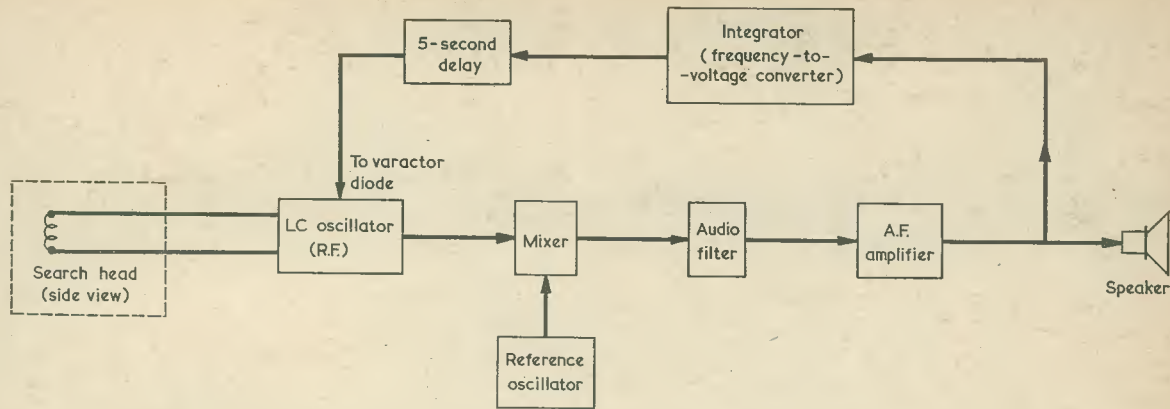 5-second
delay
Integrator
(frequency-to-
-voltage converter)
To varactor
diode
Search head
(side view)
LC oscillator
(R.F.)
Mixer
Audio
filter
A.F.
amplifier
Speaker
Reference
oscillator